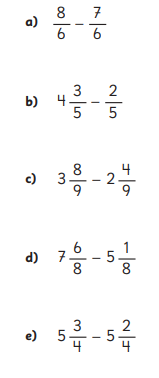 a) 8/6 − 7/6
b) 4 3/5 − 2/5
c) 3 8/9 − 2 4/9
d) 7 6/8 − 5 1/8
e) 5 3/4 − 5 2/4